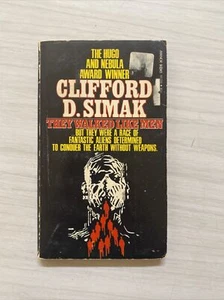 THE HUGO
AND NEBULA
AWARD WINNER
CLIFFORD
D. SIMAK
THEY WALKED LIKE MEN
BUT THEY WERE A RACE OF
FANTASTIC ALIENS DETERMINED
TO CONQUER THE EARTH WITHOUT WEAPONS.